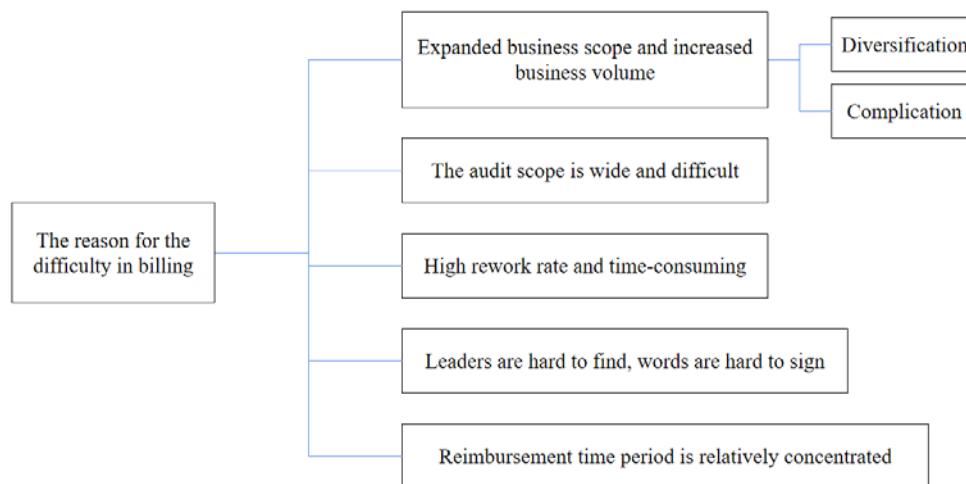 Expanded business scope and increased
business volume
Diversification
Complication
The audit scope is wide and difficult
The reason for the
difficulty in billing
High rework rate and time-consuming
Leaders are hard to find, words are hard to sign
Reimbursement time period is relatively concentrated